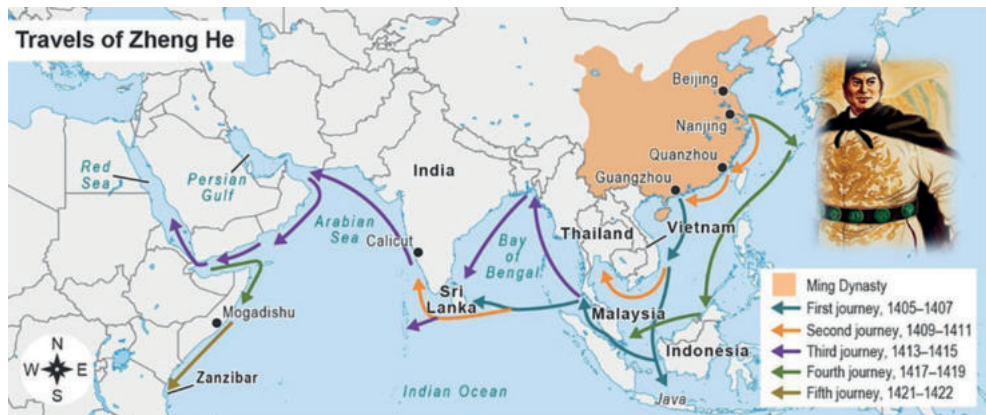 Travels of Zheng He
Beijing
Nanjing
Quanzhou
Guangzhou
Red
Sea
Persian
Gulf
India
Arabian
Sea
Calicut
Bay
of
Bengal
Thailand
Vietnam
Sri
Lanka
Malaysia
Mogadishu
Indonesia
Zanzibar
Java
Indian Ocean
N
W
E
S
Ming Dynasty
First journey, 1405–1407
Second journey, 1409–1411
Third journey, 1413–1415
Fourth journey, 1417–1419
Fifth journey, 1421–1422